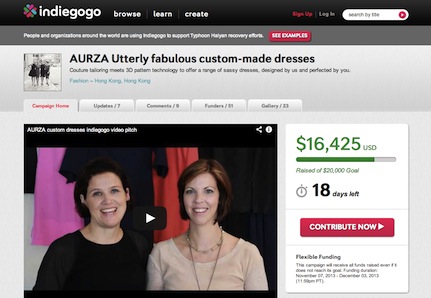 indiegogo browse | learn | create Sign Up | Log In search by title
People and organizations around the world are using Indiegogo to support Typhoon Haiyan recovery efforts. SEE EXAMPLES
AURZA Utterly fabulous custom-made dresses
Couture tailoring meets 3D pattern technology to offer a range of sassy dresses, designed by us and perfected by you.
Fashion – Hong Kong, Hong Kong
Campaign Home Updates / 7 Comments / 9 Funders / 51 Gallery / 23
AURZA custom dresses indiegogo video pitch
$16,425 USD
Raised of $20,000 Goal
18 days left
CONTRIBUTE NOW
Flexible Funding
This campaign will receive all funds raised even if it
does not reach its goal. Funding duration:
November 07, 2013 - December 03, 2013
(11:59pm PT).